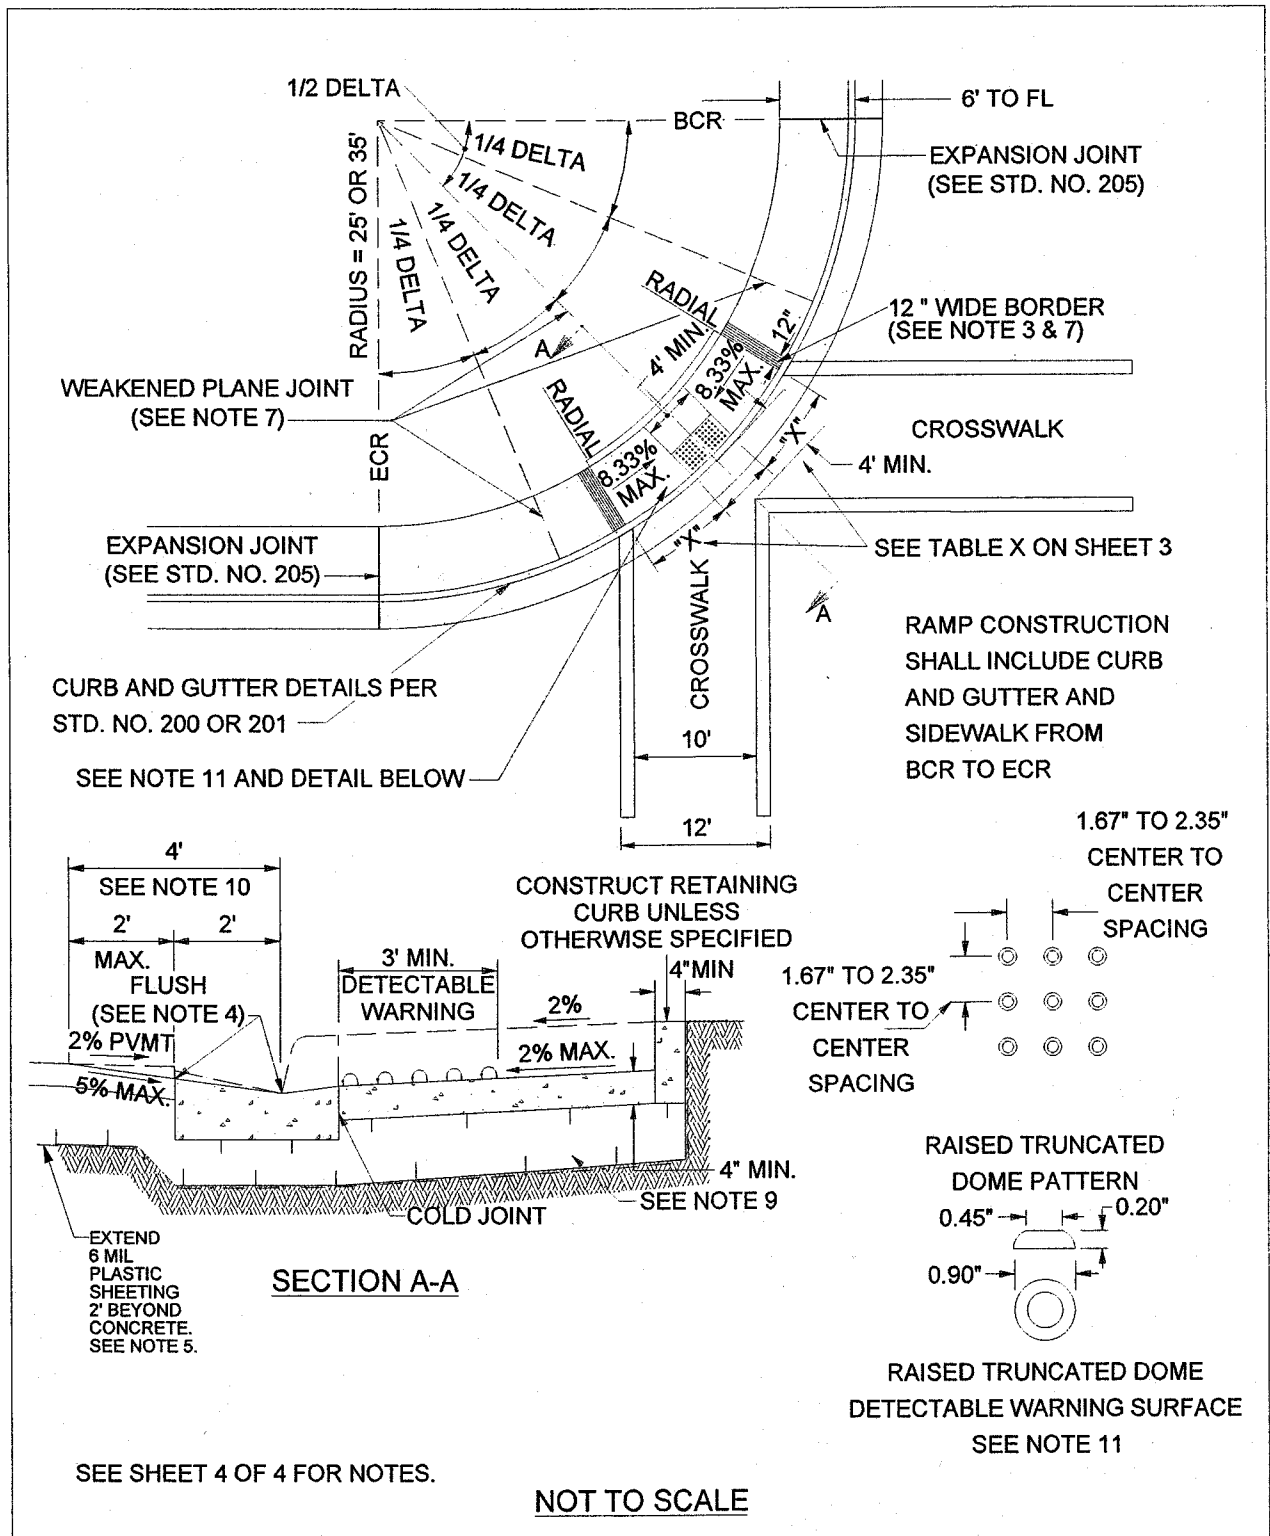 1/2 DELTA
BCR
6' TO FL
1/4 DELTA
1/4 DELTA
1/4 DELTA
1/4 DELTA
RADIUS = 25' OR 35'
EXPANSION JOINT
(SEE STD. NO. 205)
RADIAL
12"
12 " WIDE BORDER
(SEE NOTE 3 & 7)
A
4' MIN.
8.33%
MAX.
WEAKENED PLANE JOINT
(SEE NOTE 7)
RADIAL
"X"
CROSSWALK
4' MIN.
ECR
8.33%
MAX.
EXPANSION JOINT
(SEE STD. NO. 205)
"X"
SEE TABLE X ON SHEET 3
A
CROSSWALK
RAMP CONSTRUCTION
SHALL INCLUDE CURB
AND GUTTER AND
SIDEWALK FROM
BCR TO ECR
CURB AND GUTTER DETAILS PER
STD. NO. 200 OR 201
10'
SEE NOTE 11 AND DETAIL BELOW
12'
4'
SEE NOTE 10
2'
2'
MAX.
FLUSH
(SEE NOTE 4)
2% PVMT
5% MAX.
3' MIN.
DETECTABLE
WARNING
CONSTRUCT RETAINING
CURB UNLESS
OTHERWISE SPECIFIED
4"MIN
2%
2% MAX.
4" MIN.
SEE NOTE 9
COLD JOINT
EXTEND
6 MIL
PLASTIC
SHEETING
2' BEYOND
CONCRETE.
SEE NOTE 5.
SECTION A-A
1.67" TO 2.35"
CENTER TO
CENTER
SPACING
1.67" TO 2.35"
CENTER TO
CENTER
SPACING
RAISED TRUNCATED
DOME PATTERN
0.45"
0.20"
0.90"
RAISED TRUNCATED DOME
DETECTABLE WARNING SURFACE
SEE NOTE 11
SEE SHEET 4 OF 4 FOR NOTES.
NOT TO SCALE